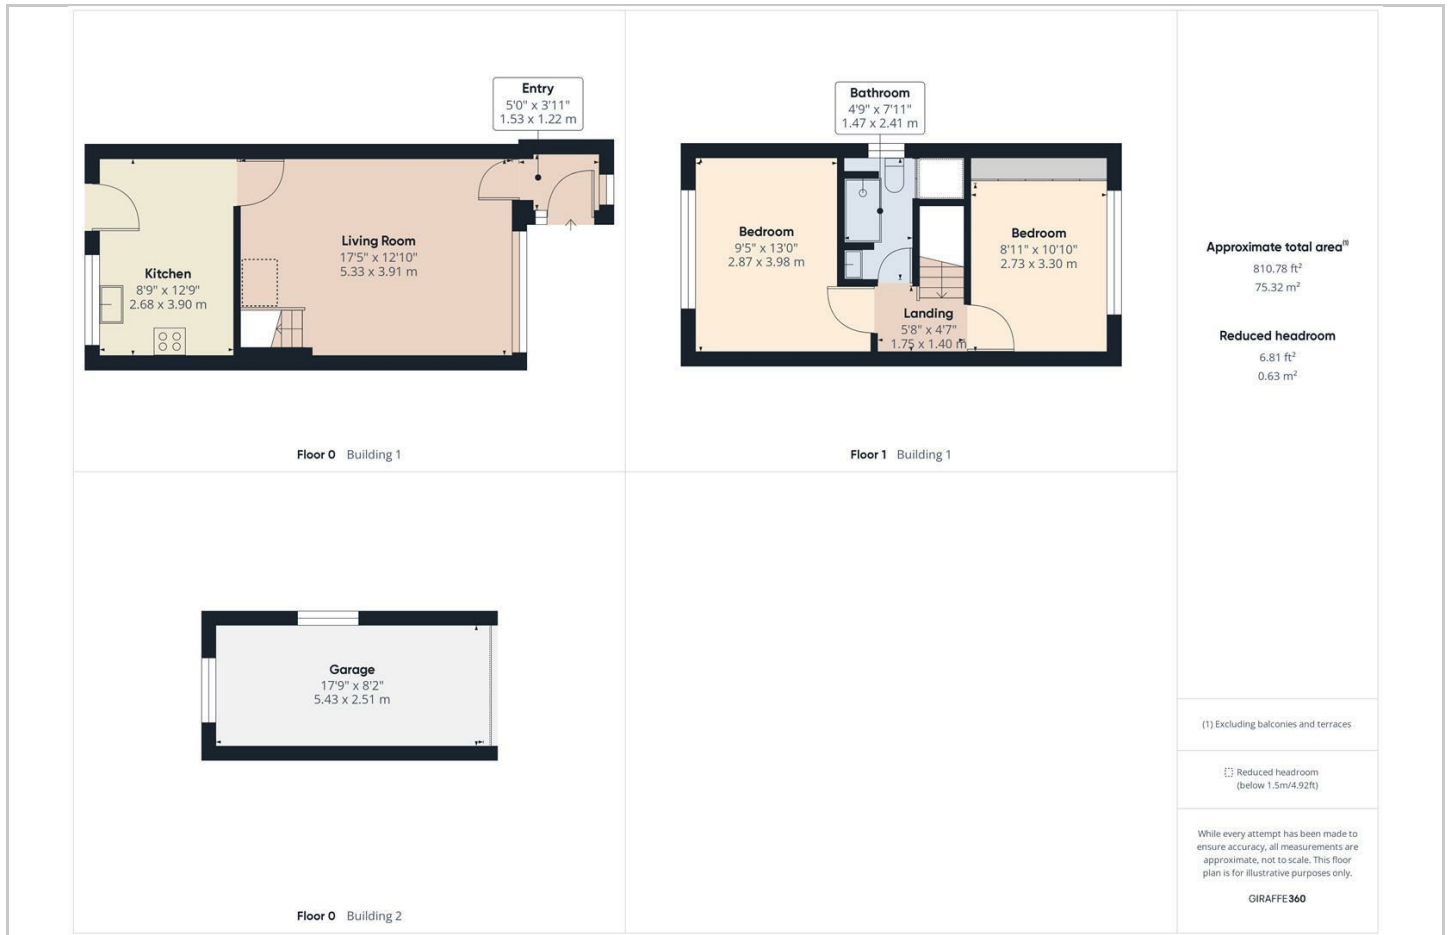 Entry
5'0" x 3'11"
1.53 x 1.22 m
Living Room
17'5" x 12'10"
5.33 x 3.91 m
Kitchen
8'9" x 12'9"
2.68 x 3.90 m
Floor 0 Building 1
Bathroom
4'9" x 7'11"
1.47 x 2.41 m
Bedroom
9'5" x 13'0"
2.87 x 3.98 m
Bedroom
8'11" x 10'10"
2.73 x 3.30 m
Landing
5'8" x 4'7"
1.75 x 1.40 m
Floor 1 Building 1
Garage
17'9" x 8'2"
5.43 x 2.51 m
Floor 0 Building 2
Approximate total area⁽¹⁾
810.78 ft²
75.32 m²
Reduced headroom
6.81 ft²
0.63 m²
(1) Excluding balconies and terraces
Reduced headroom
(below 1.5m/4.92ft)
While every attempt has been made to
ensure accuracy, all measurements are
approximate, not to scale. This floor
plan is for illustrative purposes only.
GIRAFFE360